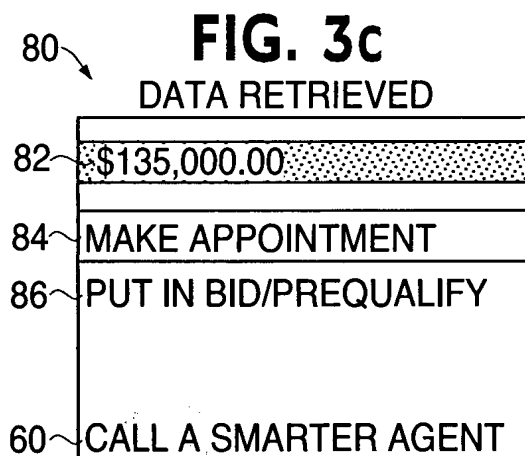 FIG. 3c
80
DATA RETRIEVED
82 $135,000.00
84 MAKE APPOINTMENT
86 PUT IN BID/PREQUALIFY
60 CALL A SMARTER AGENT